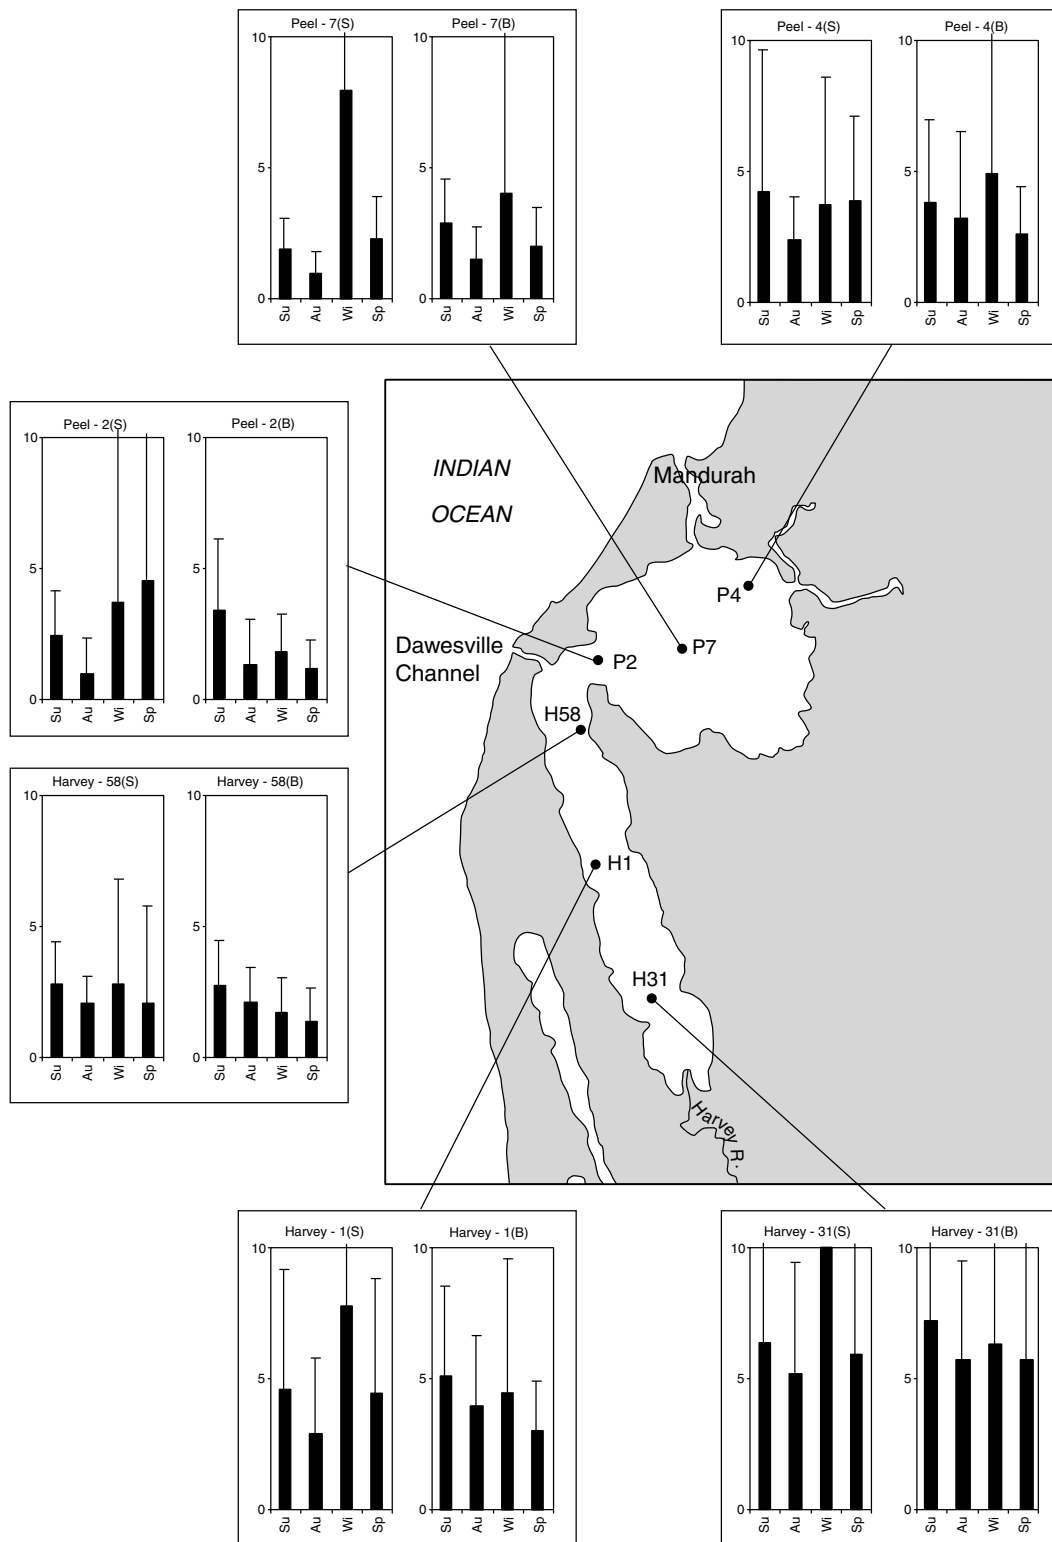 Peel - 7(S)
Peel - 7(B)
10
5
0
Su Au Wi Sp
10
5
0
Su Au Wi Sp
Peel - 4(S)
Peel - 4(B)
10
5
0
Su Au Wi Sp
10
5
0
Su Au Wi Sp
Peel - 2(S)
Peel - 2(B)
10
5
0
Su Au Wi Sp
10
5
0
Su Au Wi Sp
INDIAN
OCEAN
Mandurah
P4
P7
P2
Dawesville
Channel
H58
H1
H31
Harvey R.
Harvey - 58(S)
Harvey - 58(B)
10
5
0
Su Au Wi Sp
10
5
0
Su Au Wi Sp
Harvey - 1(S)
Harvey - 1(B)
10
5
0
Su Au Wi Sp
10
5
0
Su Au Wi Sp
Harvey - 31(S)
Harvey - 31(B)
10
5
0
Su Au Wi Sp
10
5
0
Su Au Wi Sp